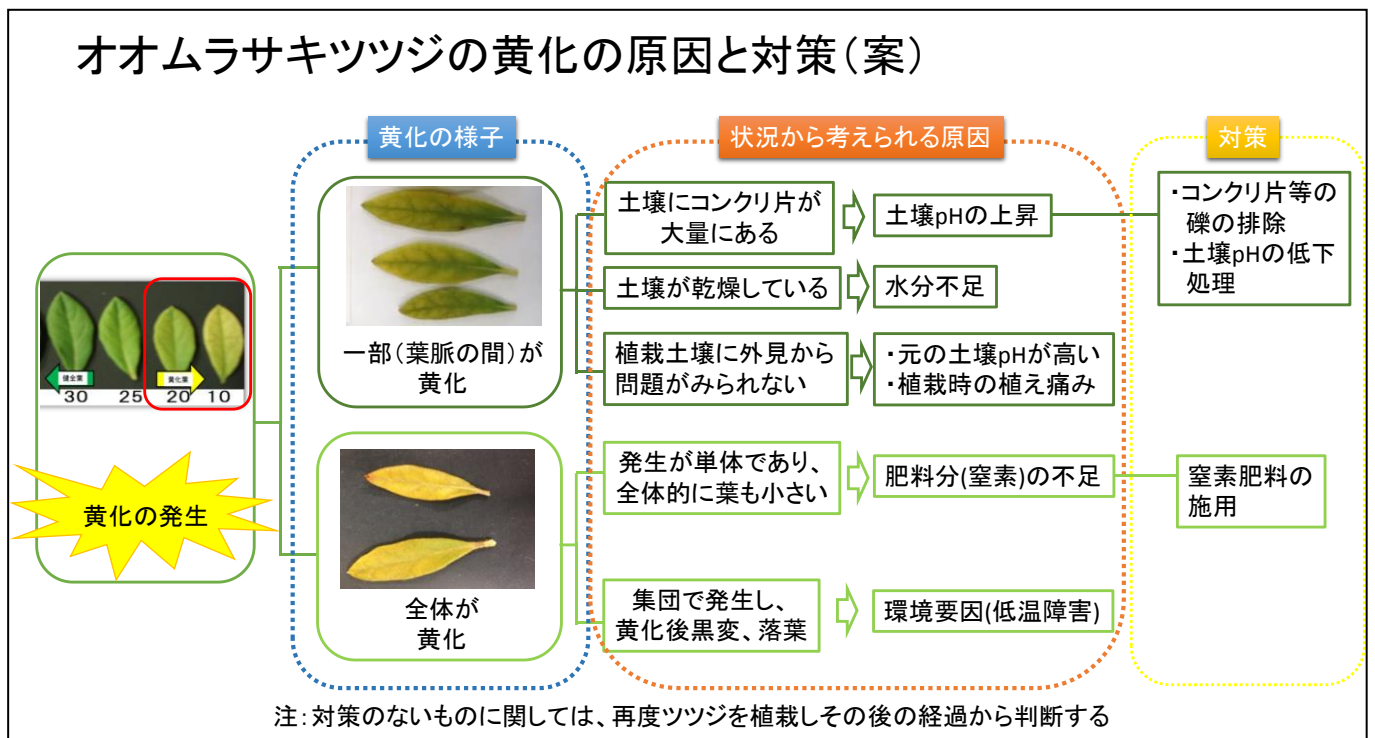 オオムラサキツツジの黄化の原因と対策(案)
黄化の様子
状況から考えられる原因
対策
健全葉
黄化葉
30
25
20
10
黄化の発生
一部(葉脈の間)が
黄化
全体が
黄化
土壌にコンクリ片が
大量にある
土壌pHの上昇
土壌が乾燥している
水分不足
植栽土壌に外見から
問題がみられない
・元の土壌pHが高い
・植栽時の植え痛み
発生が単体であり、
全体的に葉も小さい
肥料分(窒素)の不足
集団で発生し、
黄化後黒変、落葉
環境要因(低温障害)
・コンクリ片等の
礫の排除
・土壌pHの低下
処理
窒素肥料の
施用
注:対策のないものに関しては、再度ツツジを植栽しその後の経過から判断する